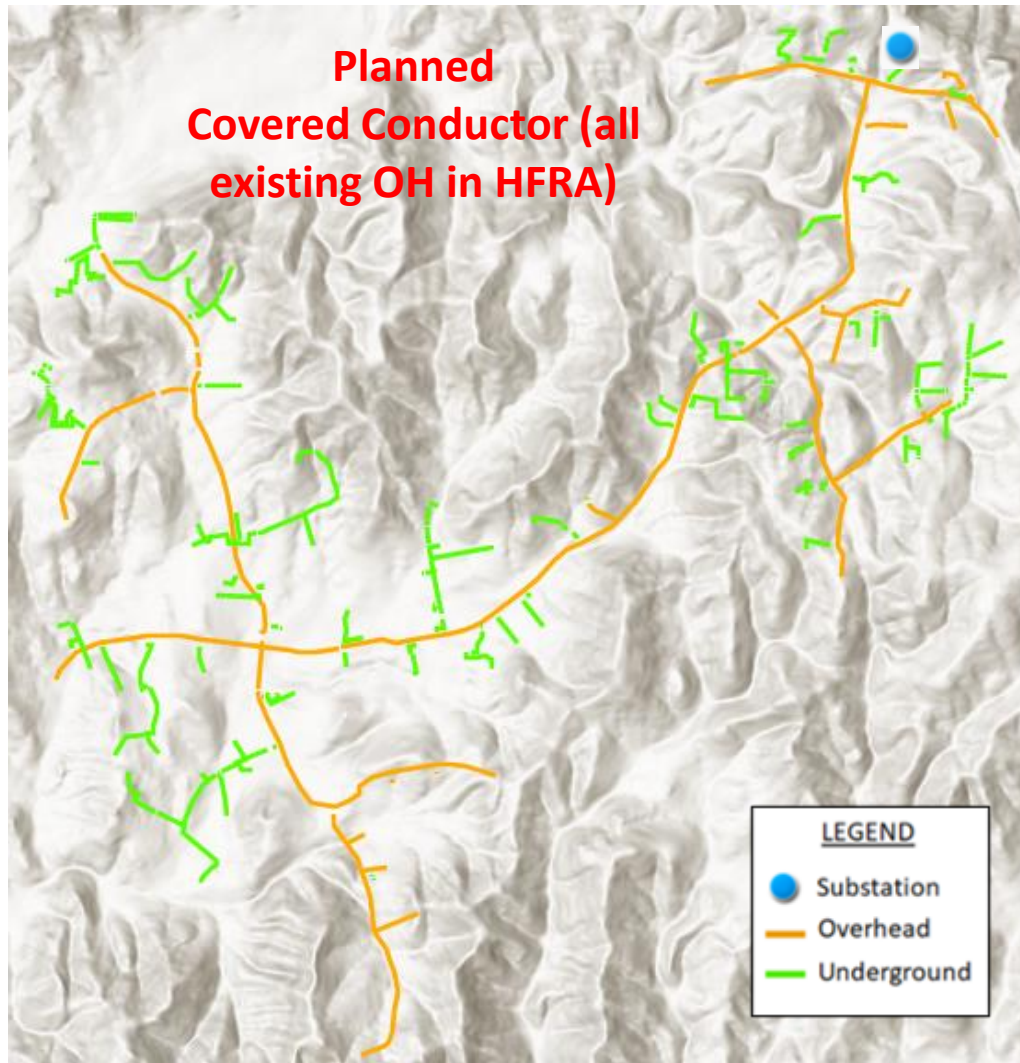 Planned
Covered Conductor (all
existing OH in HFRA)
LEGEND
Substation
Overhead
Underground